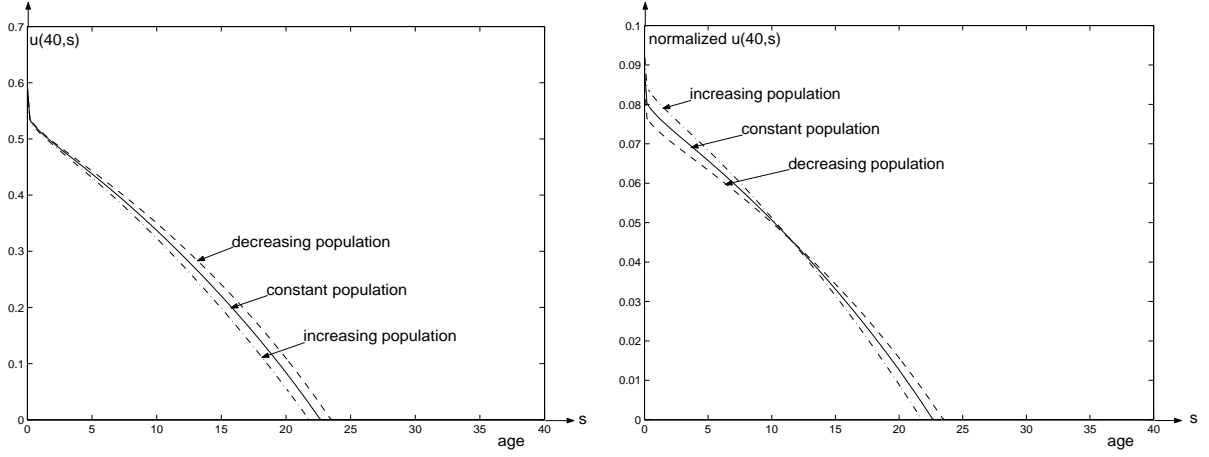 0.7
u(40,s)
0.6
0.5
0.4
0.3
0.2
0.1
0
decreasing population
constant population
increasing population
0 5 10 15 20 25 30 35 40
s
age
0.1
normalized u(40,s)
0.09
0.08
0.07
0.06
0.05
0.04
0.03
0.02
0.01
0
increasing population
constant population
decreasing population
0 5 10 15 20 25 30 35 40
s
age